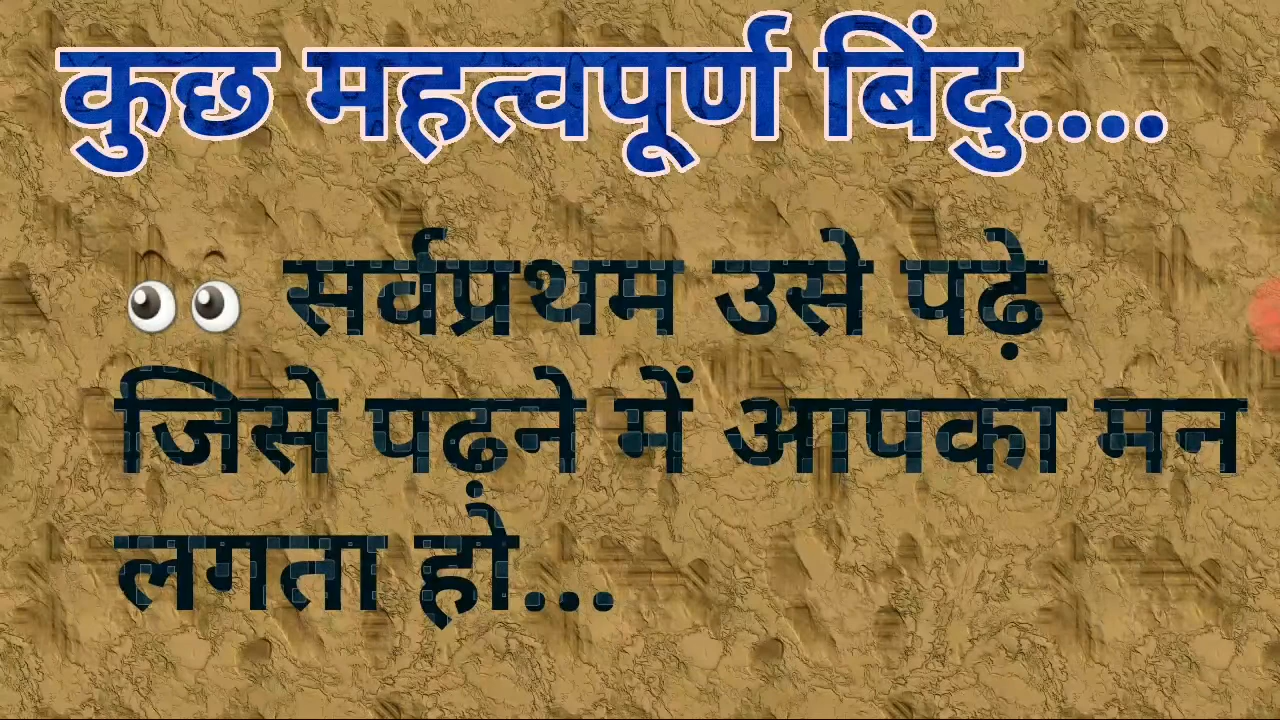 कुछ महत्वपूर्ण बिंदु....
👀 सर्वप्रथम उसे पढ़े
जिसे पढ़ने में आपका मन
लगता हो...